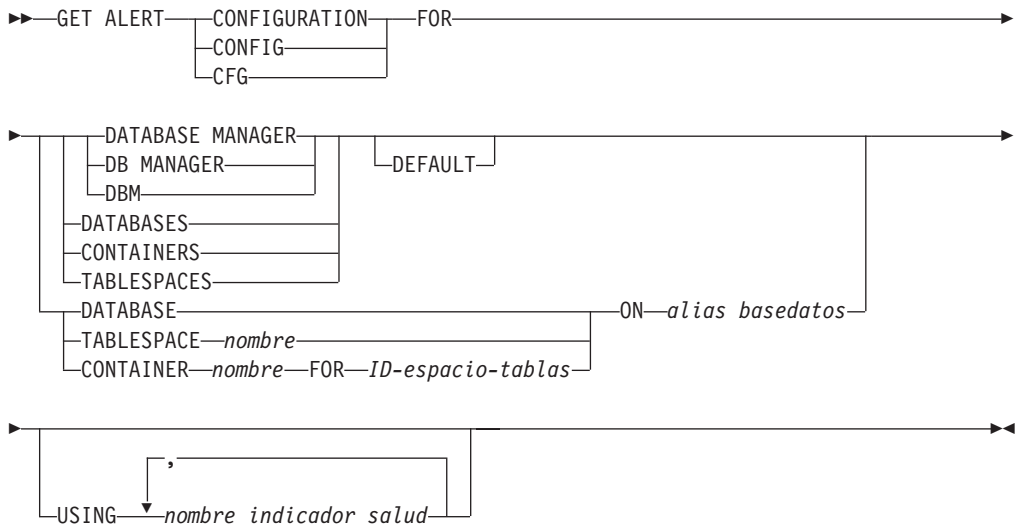 GET ALERT CONFIGURATION FOR
CONFIG
CFG
DATABASE MANAGER
DB MANAGER DEFAULT
DBM
DATABASES
CONTAINERS
TABLESPACES
DATABASE ON alias basedatos
TABLESPACE nombre
CONTAINER nombre FOR ID-espacio-tablas
,
USING nombre indicador salud